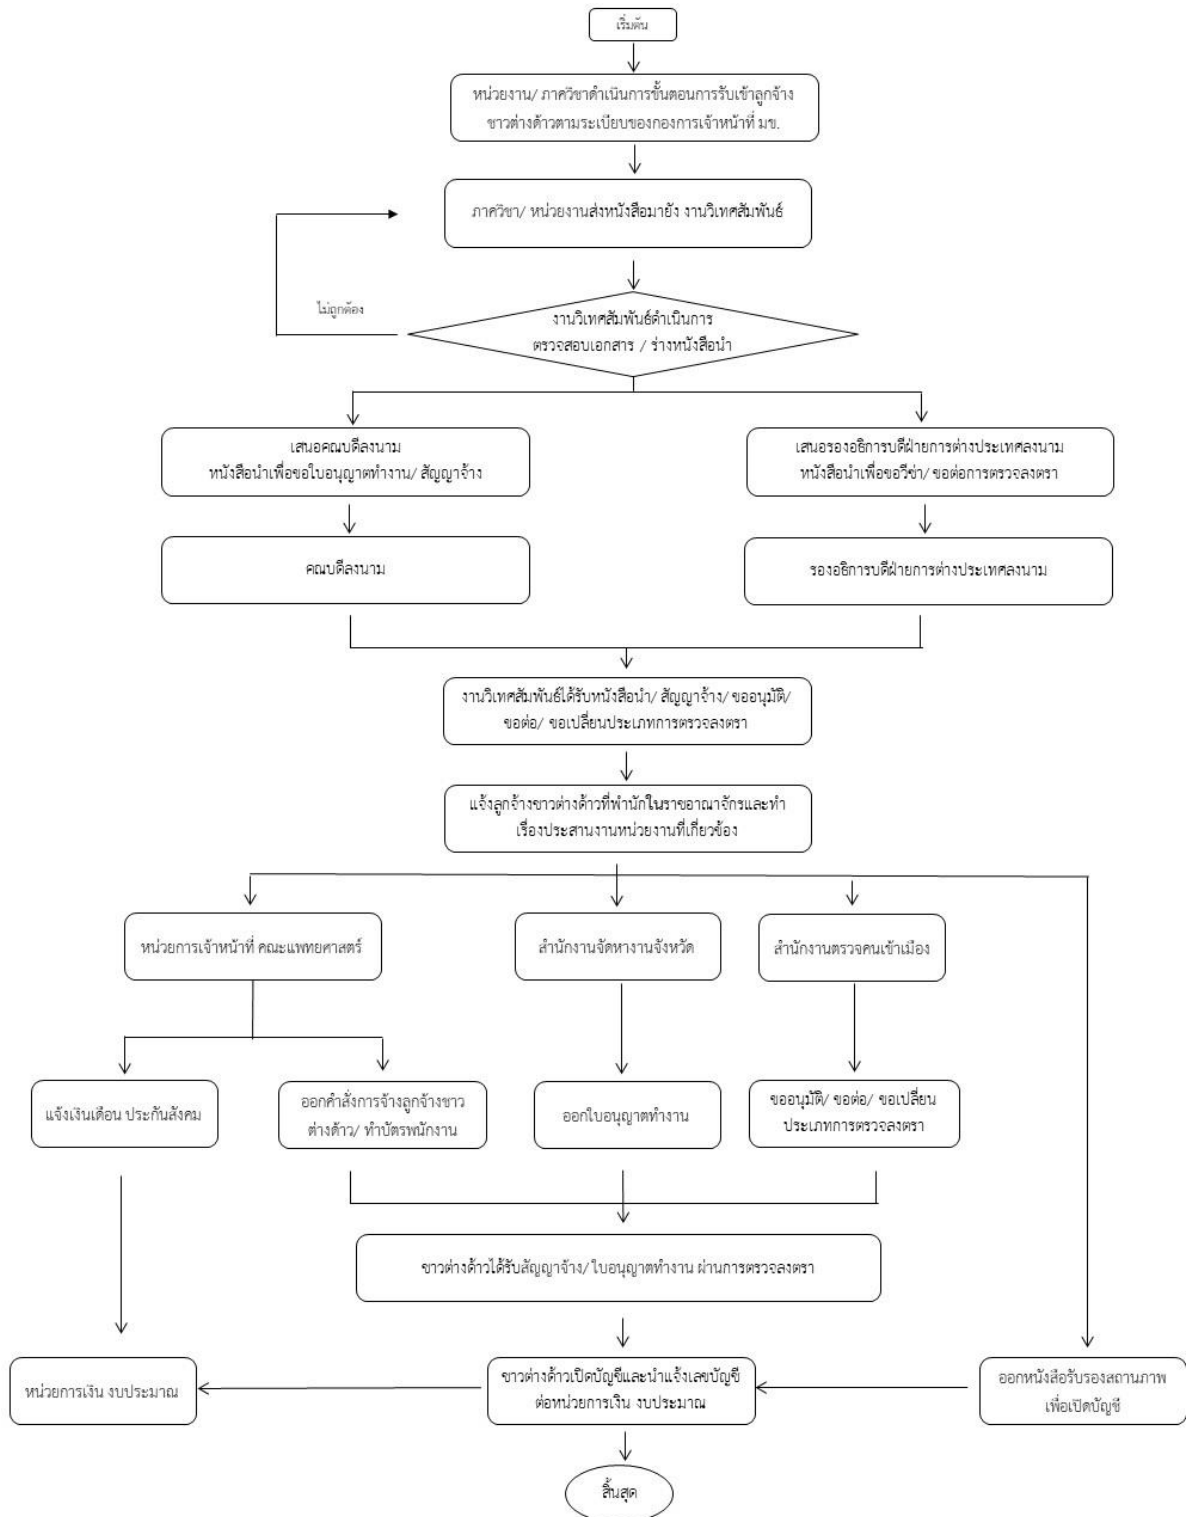 เริ่มต้น
หน่วยงาน/ ภาควิชาดำเนินการขั้นตอนการรับเข้าลูกจ้าง
ชาวต่างด้าวตามระเบียบของกองการเจ้าหน้าที่ มข.
ภาควิชา/ หน่วยงานส่งหนังสือมายัง งานวิเทศสัมพันธ์
ไม่ถูกต้อง
งานวิเทศสัมพันธ์ดำเนินการ
ตรวจสอบเอกสาร / ร่างหนังสือนำ
เสนอคณบดีลงนาม
หนังสือนำเพื่อขอใบอนุญาตทำงาน/ สัญญาจ้าง
เสนอรองอธิการบดีฝ่ายการต่างประเทศลงนาม
หนังสือนำเพื่อขอวีซ่า/ ขอต่อการตรวจลงตรา
คณบดีลงนาม
รองอธิการบดีฝ่ายการต่างประเทศลงนาม
งานวิเทศสัมพันธ์ได้รับหนังสือนำ/ สัญญาจ้าง/ ขออนุมัติ/
ขอต่อ/ ขอเปลี่ยนประเภทการตรวจลงตรา
แจ้งลูกจ้างชาวต่างด้าวที่พำนักในราชอาณาจักรและทำ
เรื่องประสานงานหน่วยงานที่เกี่ยวข้อง
หน่วยการเจ้าหน้าที่ คณะแพทยศาสตร์
สำนักงานจัดหางานจังหวัด
สำนักงานตรวจคนเข้าเมือง
แจ้งเงินเดือน ประกันสังคม
ออกคำสั่งการจ้างลูกจ้างชาว
ต่างด้าว/ ทำบัตรพนักงาน
ออกใบอนุญาตทำงาน
ขออนุมัติ/ ขอต่อ/ ขอเปลี่ยน
ประเภทการตรวจลงตรา
ชาวต่างด้าวได้รับสัญญาจ้าง/ ใบอนุญาตทำงาน ผ่านการตรวจลงตรา
หน่วยการเงิน งบประมาณ
ชาวต่างด้าวเปิดบัญชีและนำแจ้งเลขบัญชี
ต่อหน่วยการเงิน งบประมาณ
ออกหนังสือรับรองสถานภาพ
เพื่อเปิดบัญชี
สิ้นสุด